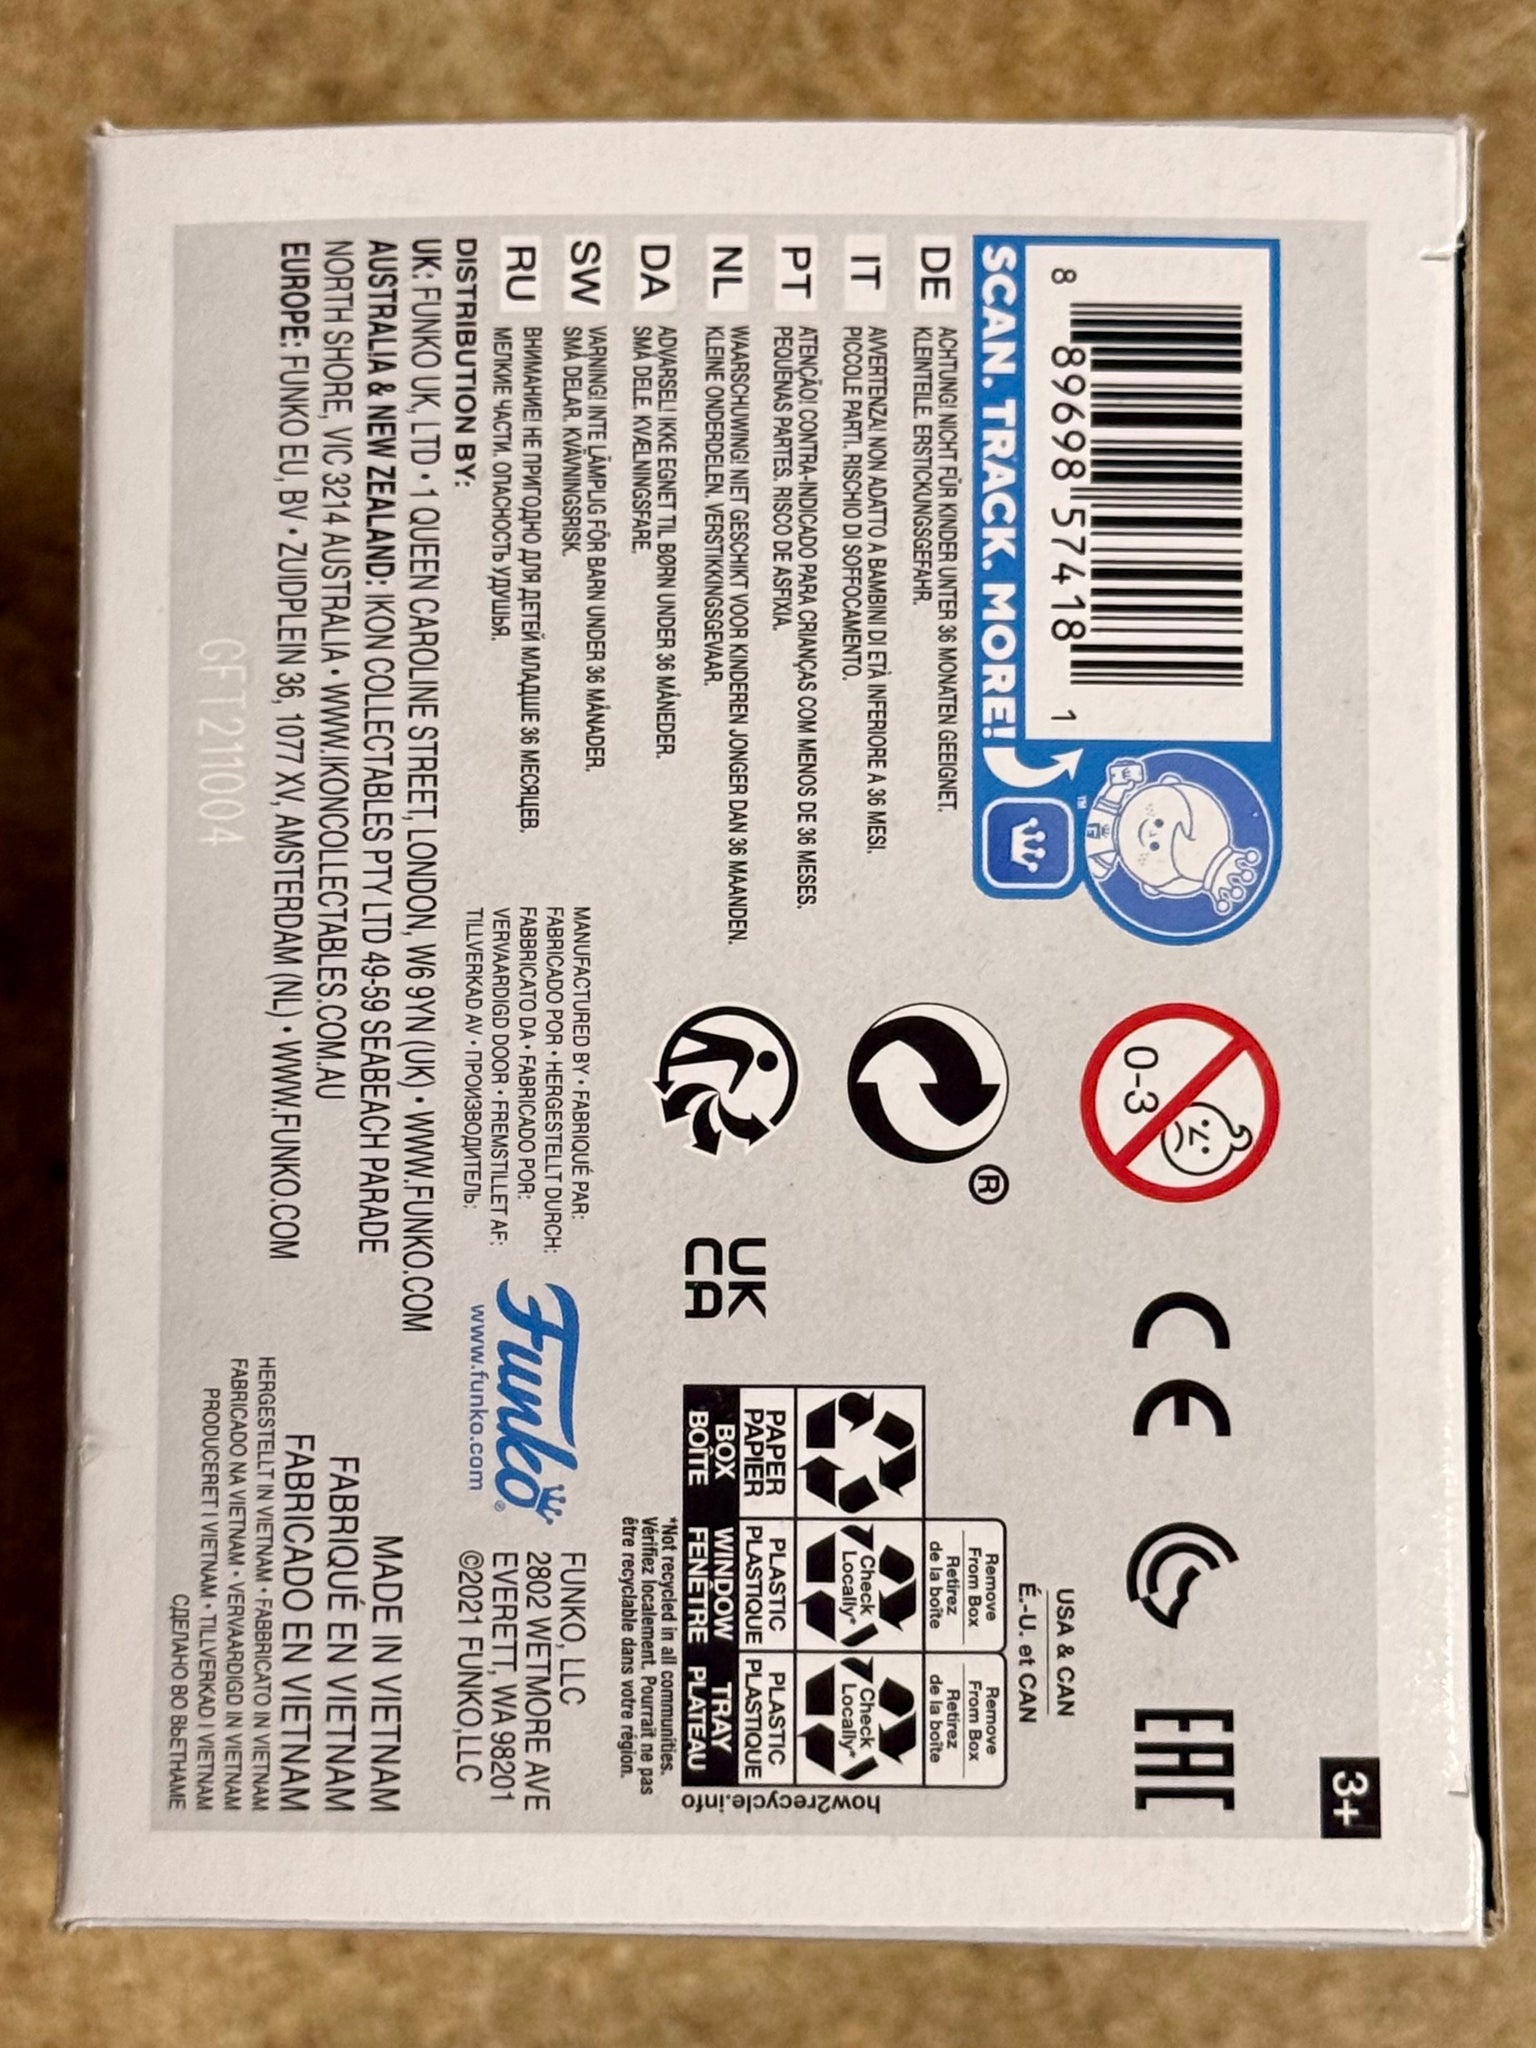 3+
8 89698 57418 1
SCAN. TRACK. MORE!
TM
0-3
CE
EAC
DE
ACHTUNG! NICHT FÜR KINDER UNTER 36 MONATEN GEEIGNET.
KLEINTEILE. ERSTICKUNGSGEFAHR.
IT
AVVERTENZA! NON ADATTO A BAMBINI DI ETÀ INFERIORE A 36 MESI.
PICCOLE PARTI. RISCHIO DI SOFFOCAMENTO.
PT
ATENÇÃO! CONTRA-INDICADO PARA CRIANÇAS COM MENOS DE 36 MESES.
PEQUENAS PARTES. RISCO DE ASFIXIA.
NL
WAARSCHUWING! NIET GESCHIKT VOOR KINDEREN JONGER DAN 36 MAANDEN.
KLEINE ONDERDELEN. VERSTIKKINGSGEVAAR.
DA
ADVARSEL! IKKE EGNET TIL BØRN UNDER 36 MÅNEDER.
SMÅ DELE. KVÆLNINGSFARE.
SW
VARNING! INTE LÄMPLIG FÖR BARN UNDER 36 MÅNADER.
SMÅ DELAR. KVÄVNINGSRISK.
RU
ВНИМАНИЕ! НЕ ПРИГОДНО ДЛЯ ДЕТЕЙ МЛАДШЕ 36 МЕСЯЦЕВ.
МЕЛКИЕ ЧАСТИ. ОПАСНОСТЬ УДУШЬЯ.
®
UK
CA
USA & CAN
É.-U. et CAN
Remove
From Box
Retirez
de la boîte
Remove
From Box
Retirez
de la boîte
Check
Locally*
Check
Locally*
PAPER
PAPIER
PLASTIC
PLASTIQUE
PLASTIC
PLASTIQUE
BOX
BOÎTE
WINDOW
FENÊTRE
TRAY
PLATEAU
how2recycle.info
*Not recycled in all communities.
Vérifiez localement. Pourrait ne pas
être recyclable dans votre région.
MANUFACTURED BY • FABRIQUÉ PAR:
FABRICADO POR • HERGESTELLT DURCH:
FABBRICATO DA • FABRICADO POR:
VERVAARDIGD DOOR • FREMSTILLET AF:
TILLVERKAD AV • ПРОИЗВОДИТЕЛЬ:
Funko®
www.funko.com
FUNKO, LLC
2802 WETMORE AVE
EVERETT, WA 98201
©2021 FUNKO,LLC
DISTRIBUTION BY:
UK: FUNKO UK, LTD • 1 QUEEN CAROLINE STREET, LONDON, W6 9YN (UK) • WWW.FUNKO.COM
AUSTRALIA & NEW ZEALAND: IKON COLLECTABLES PTY LTD 49-59 SEABEACH PARADE
NORTH SHORE, VIC 3214 AUSTRALIA • WWW.IKONCOLLECTABLES.COM.AU
EUROPE: FUNKO EU, BV • ZUIDPLEIN 36, 1077 XV, AMSTERDAM (NL) • WWW.FUNKO.COM
MADE IN VIETNAM
FABRIQUÉ EN VIETNAM
FABRICADO EN VIETNAM
HERGESTELLT IN VIETNAM • FABBRICATO IN VIETNAM
FABRICADO NA VIETNAM • VERVAARDIGD IN VIETNAM
PRODUCERET I VIETNAM • TILLVERKAD I VIETNAM
СДЕЛАНО ВО ВЬЕТНАМЕ
GFT211004